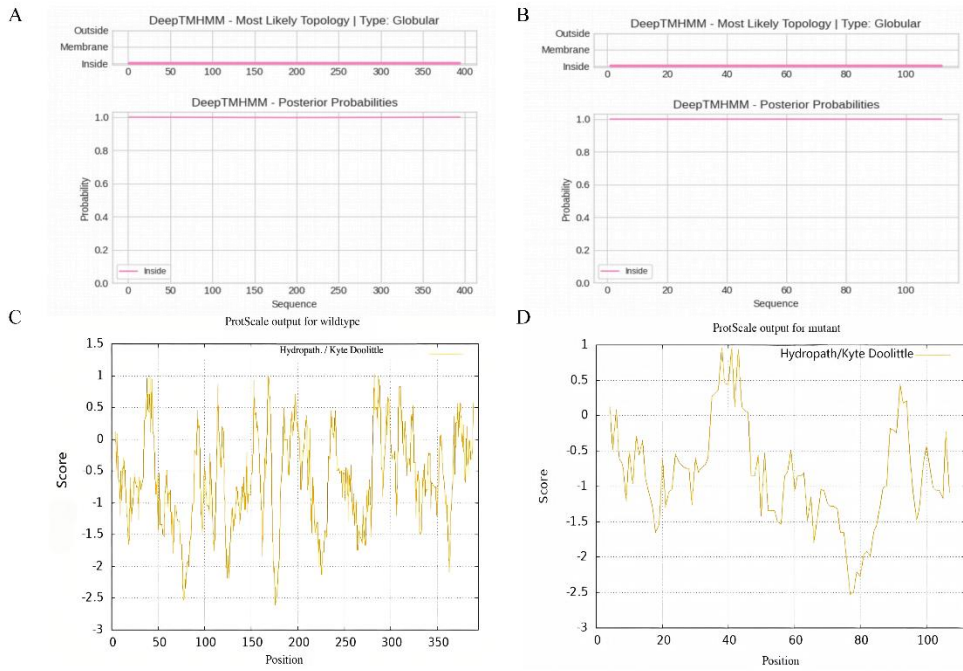 A
DeepTMHMM - Most Likely Topology | Type: Globular
Outside
Membrane
Inside
0 50 100 150 200 250 300 350 400
DeepTMHMM - Posterior Probabilities
1.0
0.8
0.6
0.4
0.2
0.0
Probability
Inside
0 50 100 150 200 250 300 350 400
Sequence
B
DeepTMHMM - Most Likely Topology | Type: Globular
Outside
Membrane
Inside
0 20 40 60 80 100
DeepTMHMM - Posterior Probabilities
1.0
0.8
0.6
0.4
0.2
0.0
Probability
Inside
0 20 40 60 80 100
Sequence
C
ProtScale output for wildtype
Hydropath. / Kyte Doolittle
1.5
1
0.5
0
-0.5
-1
-1.5
-2
-2.5
-3
Score
0 50 100 150 200 250 300 350
Position
D
ProtScale output for mutant
Hydropath/Kyte Doolittle
1
0.5
0
-0.5
-1
-1.5
-2
-2.5
-3
Score
0 20 40 60 80 100
Position